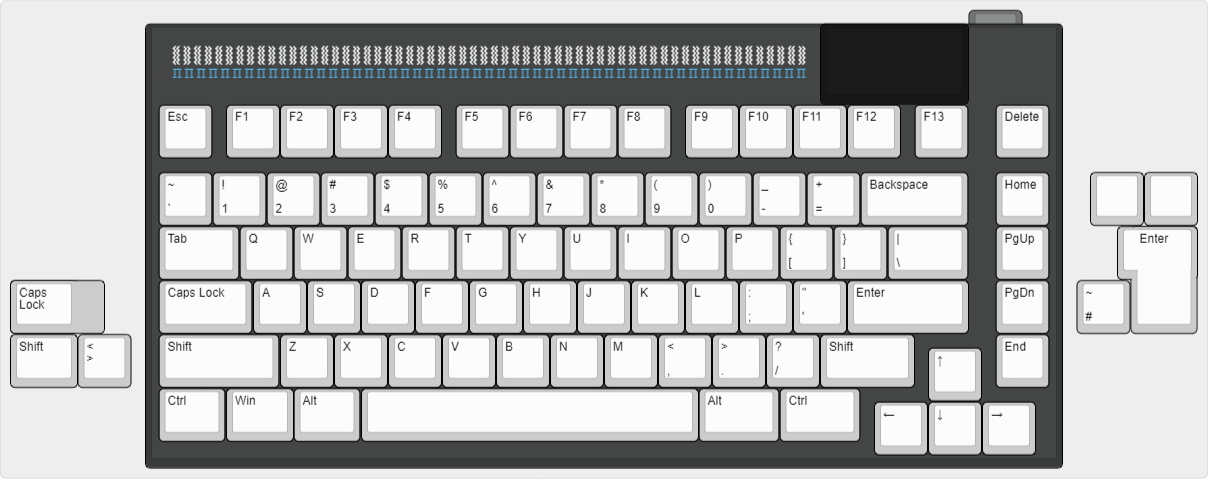 Esc F1 F2 F3 F4 F5 F6 F7 F8 F9 F10 F11 F12 F13 Delete
~ ! @ # $ % ^ & * ( ) _ + Backspace Home
` 1 2 3 4 5 6 7 8 9 0 - =
Tab Q W E R T Y U I O P { } | PgUp Enter
[ ] \
Caps Lock Caps Lock A S D F G H J K L : " Enter PgDn ~
; ' #
Shift < Shift Z X C V B N M < > ? Shift End
> , . / ↑
Ctrl Win Alt Alt Ctrl
← ↓ →